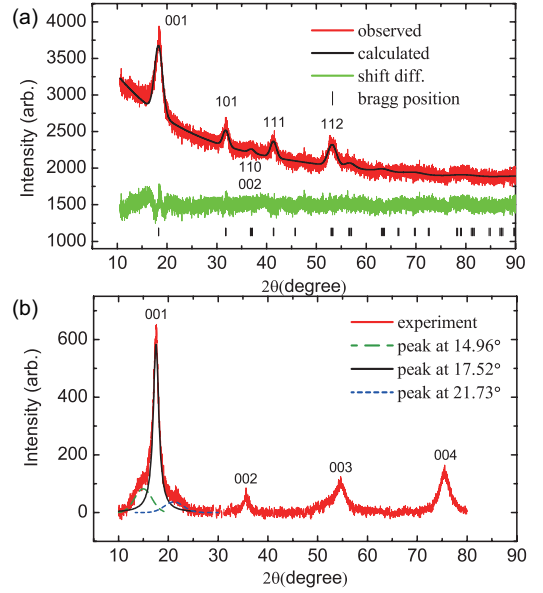 (a)
4000
3500
3000
2500
2000
1500
1000
Intensity (arb.)
001
101
110
002
111
112
observed
calculated
shift diff.
bragg position
10 20 30 40 50 60 70 80 90
2θ(degree)
(b)
600
400
200
0
Intensity (arb.)
001
002
003
004
experiment
peak at 14.96°
peak at 17.52°
peak at 21.73°
10 20 30 40 50 60 70 80 90
2θ(degree)